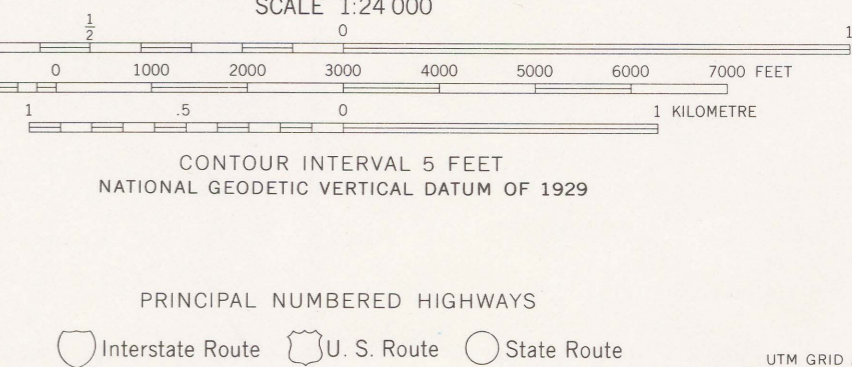 SCALE 1:24 000
1/2 0 1
0 1000 2000 3000 4000 5000 6000 7000 FEET
1 .5 0 1 KILOMETRE
CONTOUR INTERVAL 5 FEET
NATIONAL GEODETIC VERTICAL DATUM OF 1929
PRINCIPAL NUMBERED HIGHWAYS
Interstate Route U. S. Route State Route
UTM GRID